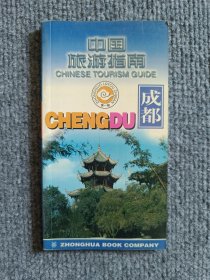 中国
旅游指南
CHINESE TOURISM GUIDE
CHENGDU
成都
ZHONGHUA BOOK COMPANY